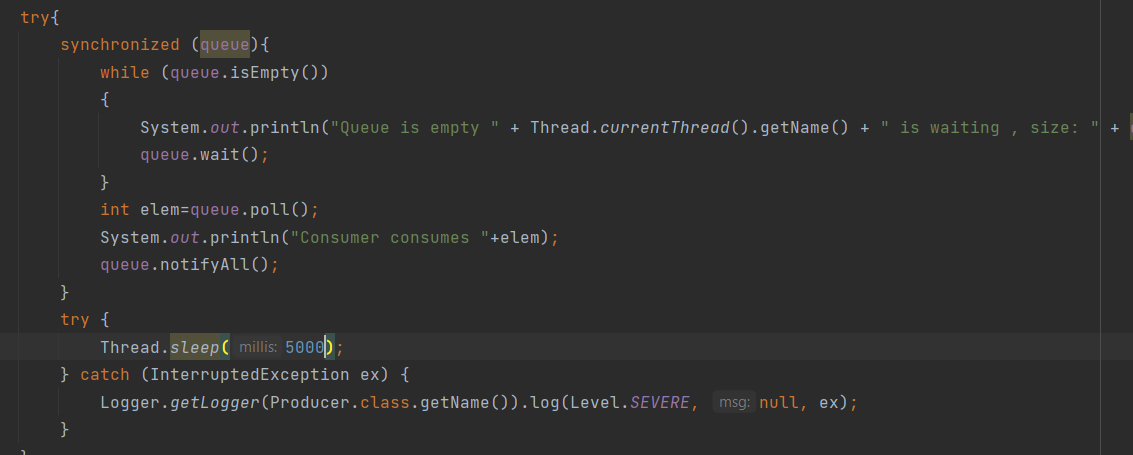 try{
synchronized (queue){
while (queue.isEmpty())
{
System.out.println("Queue is empty " + Thread.currentThread().getName() + " is waiting , size: " +
queue.wait();
}
int elem=queue.poll();
System.out.println("Consumer consumes "+elem);
queue.notifyAll();
}
try {
Thread.sleep( millis: 5000);
} catch (InterruptedException ex) {
Logger.getLogger(Producer.class.getName()).log(Level.SEVERE, msg: null, ex);
}